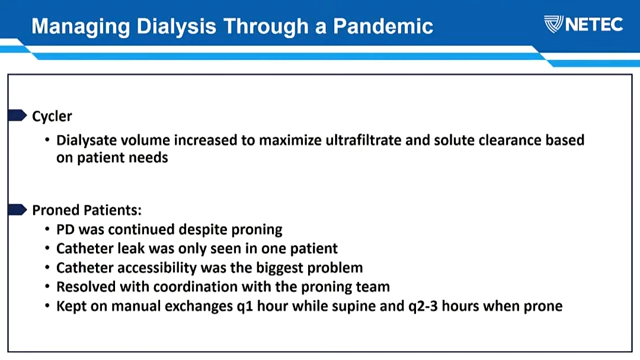 Managing Dialysis Through a Pandemic
NETEC
Cycler
• Dialysate volume increased to maximize ultrafiltrate and solute clearance based
on patient needs
Proned Patients:
• PD was continued despite proning
• Catheter leak was only seen in one patient
• Catheter accessibility was the biggest problem
• Resolved with coordination with the proning team
• Kept on manual exchanges q1 hour while supine and q2-3 hours when prone